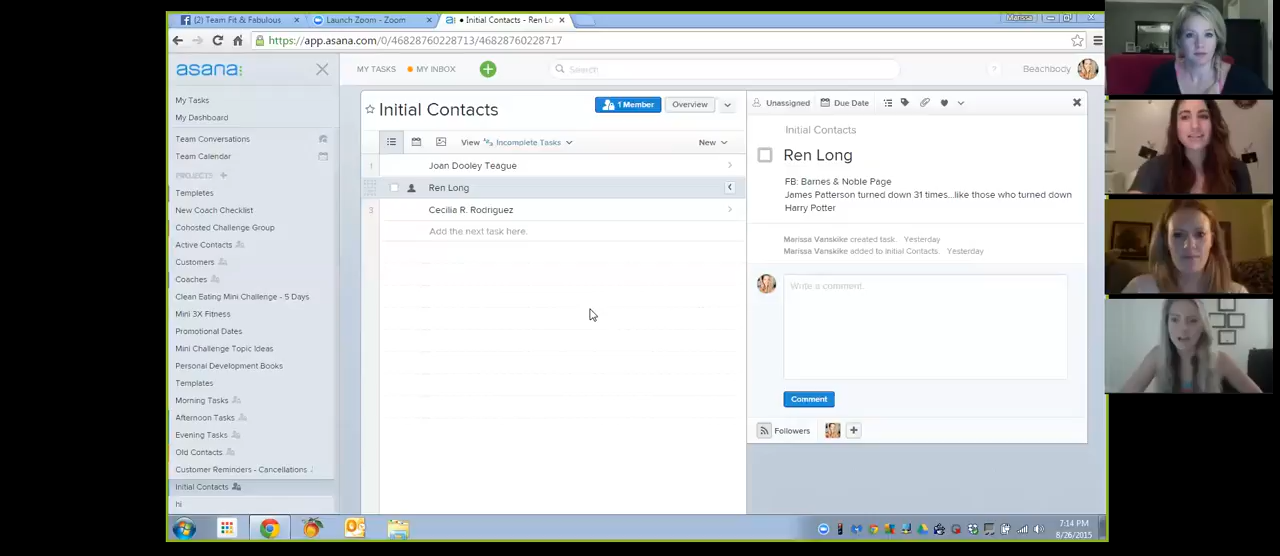 (2) Team Fit & Fabulous
Launch Zoom - Zoom
• Initial Contacts - Ren Lo
Marissa
https://app.asana.com/0/46828760228713/46828760228717
asana
MY TASKS
MY INBOX
Search
?
Beachbody
My Tasks
My Dashboard
Team Conversations
Team Calendar
PROJECTS
Templates
New Coach Checklist
Cohosted Challenge Group
Active Contacts
Customers
Coaches
Clean Eating Mini Challenge - 5 Days
Mini 3X Fitness
Promotional Dates
Mini Challenge Topic Ideas
Personal Development Books
Templates
Morning Tasks
Afternoon Tasks
Evening Tasks
Old Contacts
Customer Reminders - Cancellations
Initial Contacts
hi
Initial Contacts
1 Member
Overview
View
Incomplete Tasks
New
1
Joan Dooley Teague
Ren Long
3
Cecilia R. Rodriguez
Add the next task here.
Unassigned
Due Date
Initial Contacts
Ren Long
FB: Barnes & Noble Page
James Patterson turned down 31 times...like those who turned down
Harry Potter
Marissa Vanskike created task. Yesterday
Marissa Vanskike added to Initial Contacts. Yesterday
Write a comment.
Comment
Followers
7:14 PM
8/26/2015